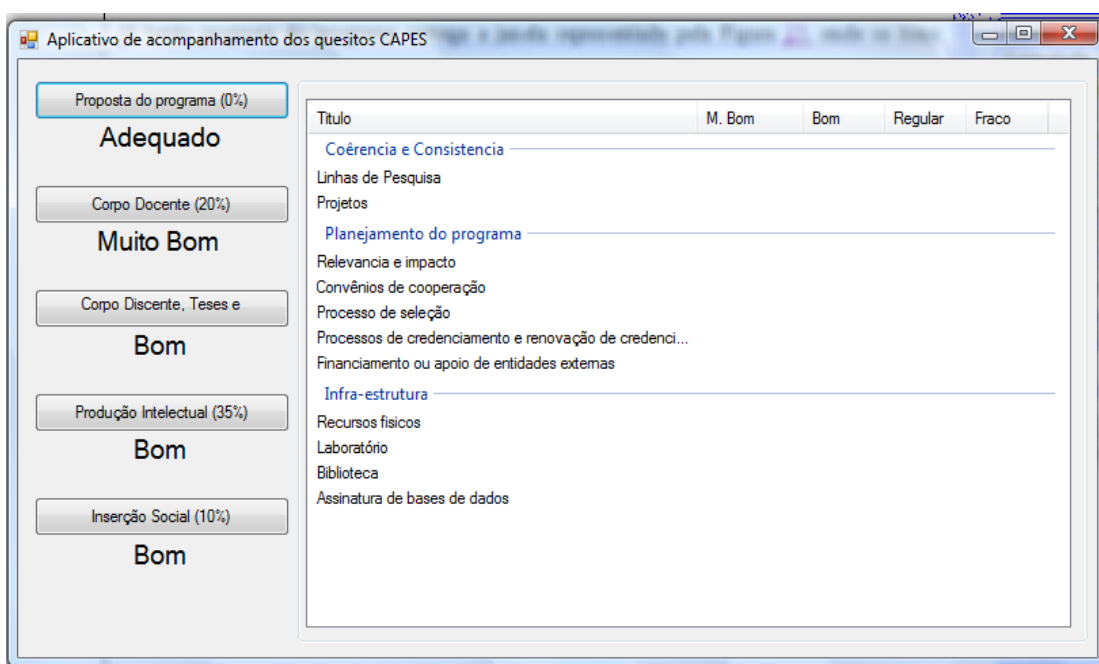 Aplicativo de acompanhamento dos quesitos CAPES
Proposta do programa (0%)
Adequado
Corpo Docente (20%)
Muito Bom
Corpo Discente, Teses e
Bom
Produção Intelectual (35%)
Bom
Inserção Social (10%)
Bom
Titulo M. Bom Bom Regular Fraco
Coêrencia e Consistencia
Linhas de Pesquisa
Projetos
Planejamento do programa
Relevancia e impacto
Convênios de cooperação
Processo de seleção
Processos de credenciamento e renovação de credenci...
Financiamento ou apoio de entidades externas
Infra-estrutura
Recursos fisicos
Laboratório
Biblioteca
Assinatura de bases de dados